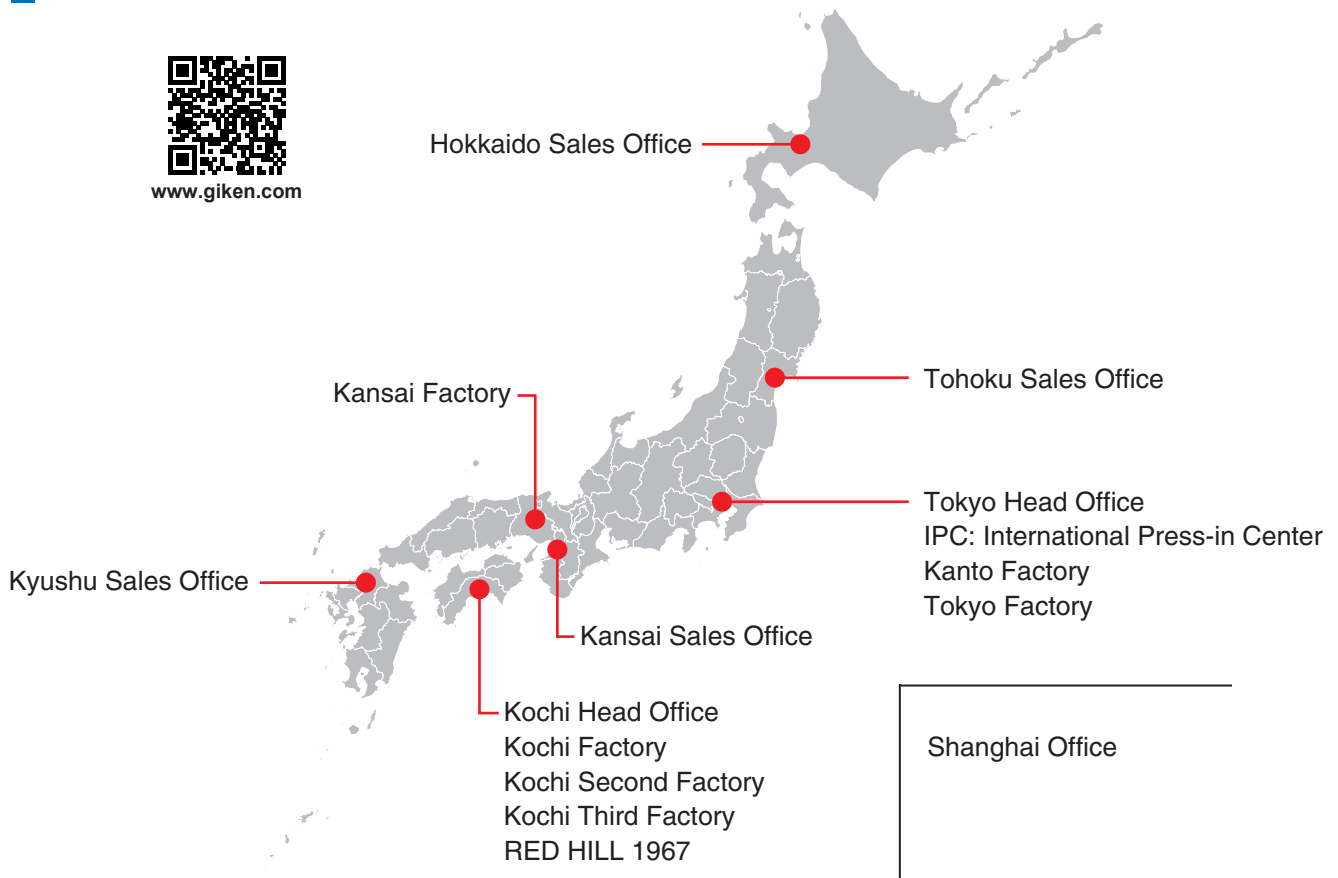 www.giken.com
Hokkaido Sales Office
Tohoku Sales Office
Kansai Factory
Tokyo Head Office
IPC: International Press-in Center
Kanto Factory
Tokyo Factory
Kyushu Sales Office
Kansai Sales Office
Kochi Head Office
Kochi Factory
Kochi Second Factory
Kochi Third Factory
RED HILL 1967
Shanghai Office